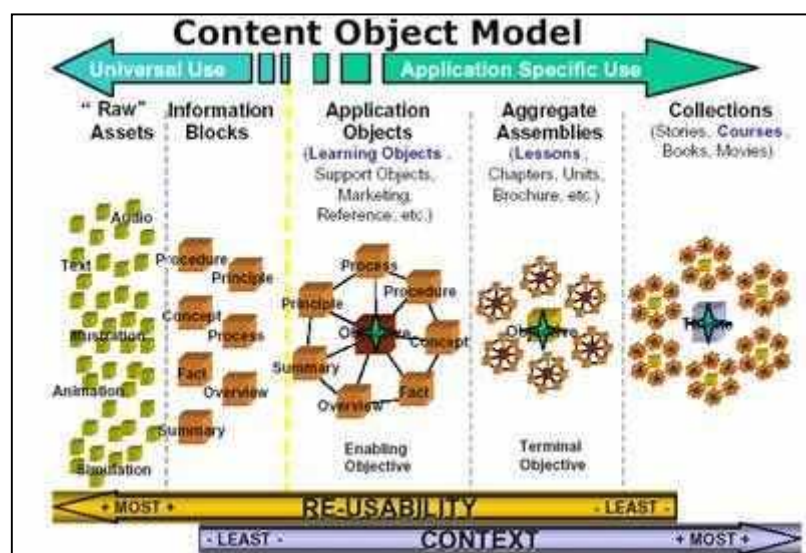 Content Object Model
Universal Use
Application Specific Use
"Raw" Assets
Information Blocks
Application Objects
(Learning Objects,
Support Objects,
Marketing,
Reference, etc.)
Aggregate Assemblies
(Lessons,
Chapters, Units,
Brochure, etc.)
Collections
(Stories, Courses,
Books, Movies)
Audio
Text
Illustration
Animation
Simulation
Procedure
Principle
Concept
Process
Fact
Overview
Summary
Process
Procedure
Principle
Objective
Concept
Summary
Fact
Overview
Enabling
Objective
Objective
Terminal
Objective
+ MOST +
RE-USABILITY
- LEAST -
- LEAST -
CONTEXT
+ MOST +